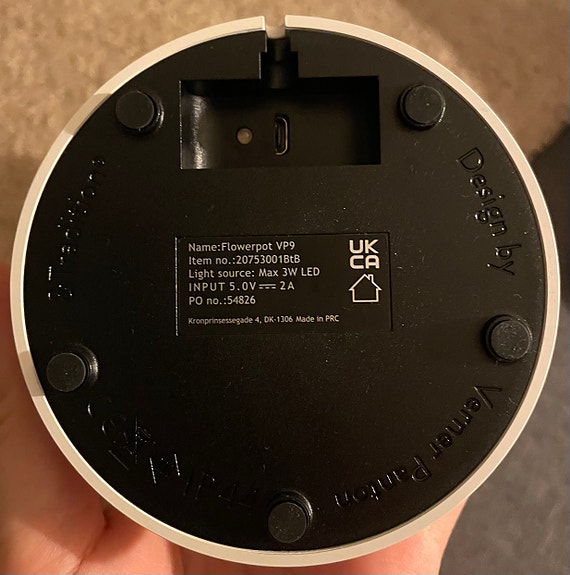 &Tradition®
Design by
Verner Panton
Name:Flowerpot VP9
Item no.:20753001BtB
Light source: Max 3W LED
INPUT 5.0V⎓ 2A
PO no.:54826
Kronprinsessegade 4, DK-1306 Made in PRC
UK
CA